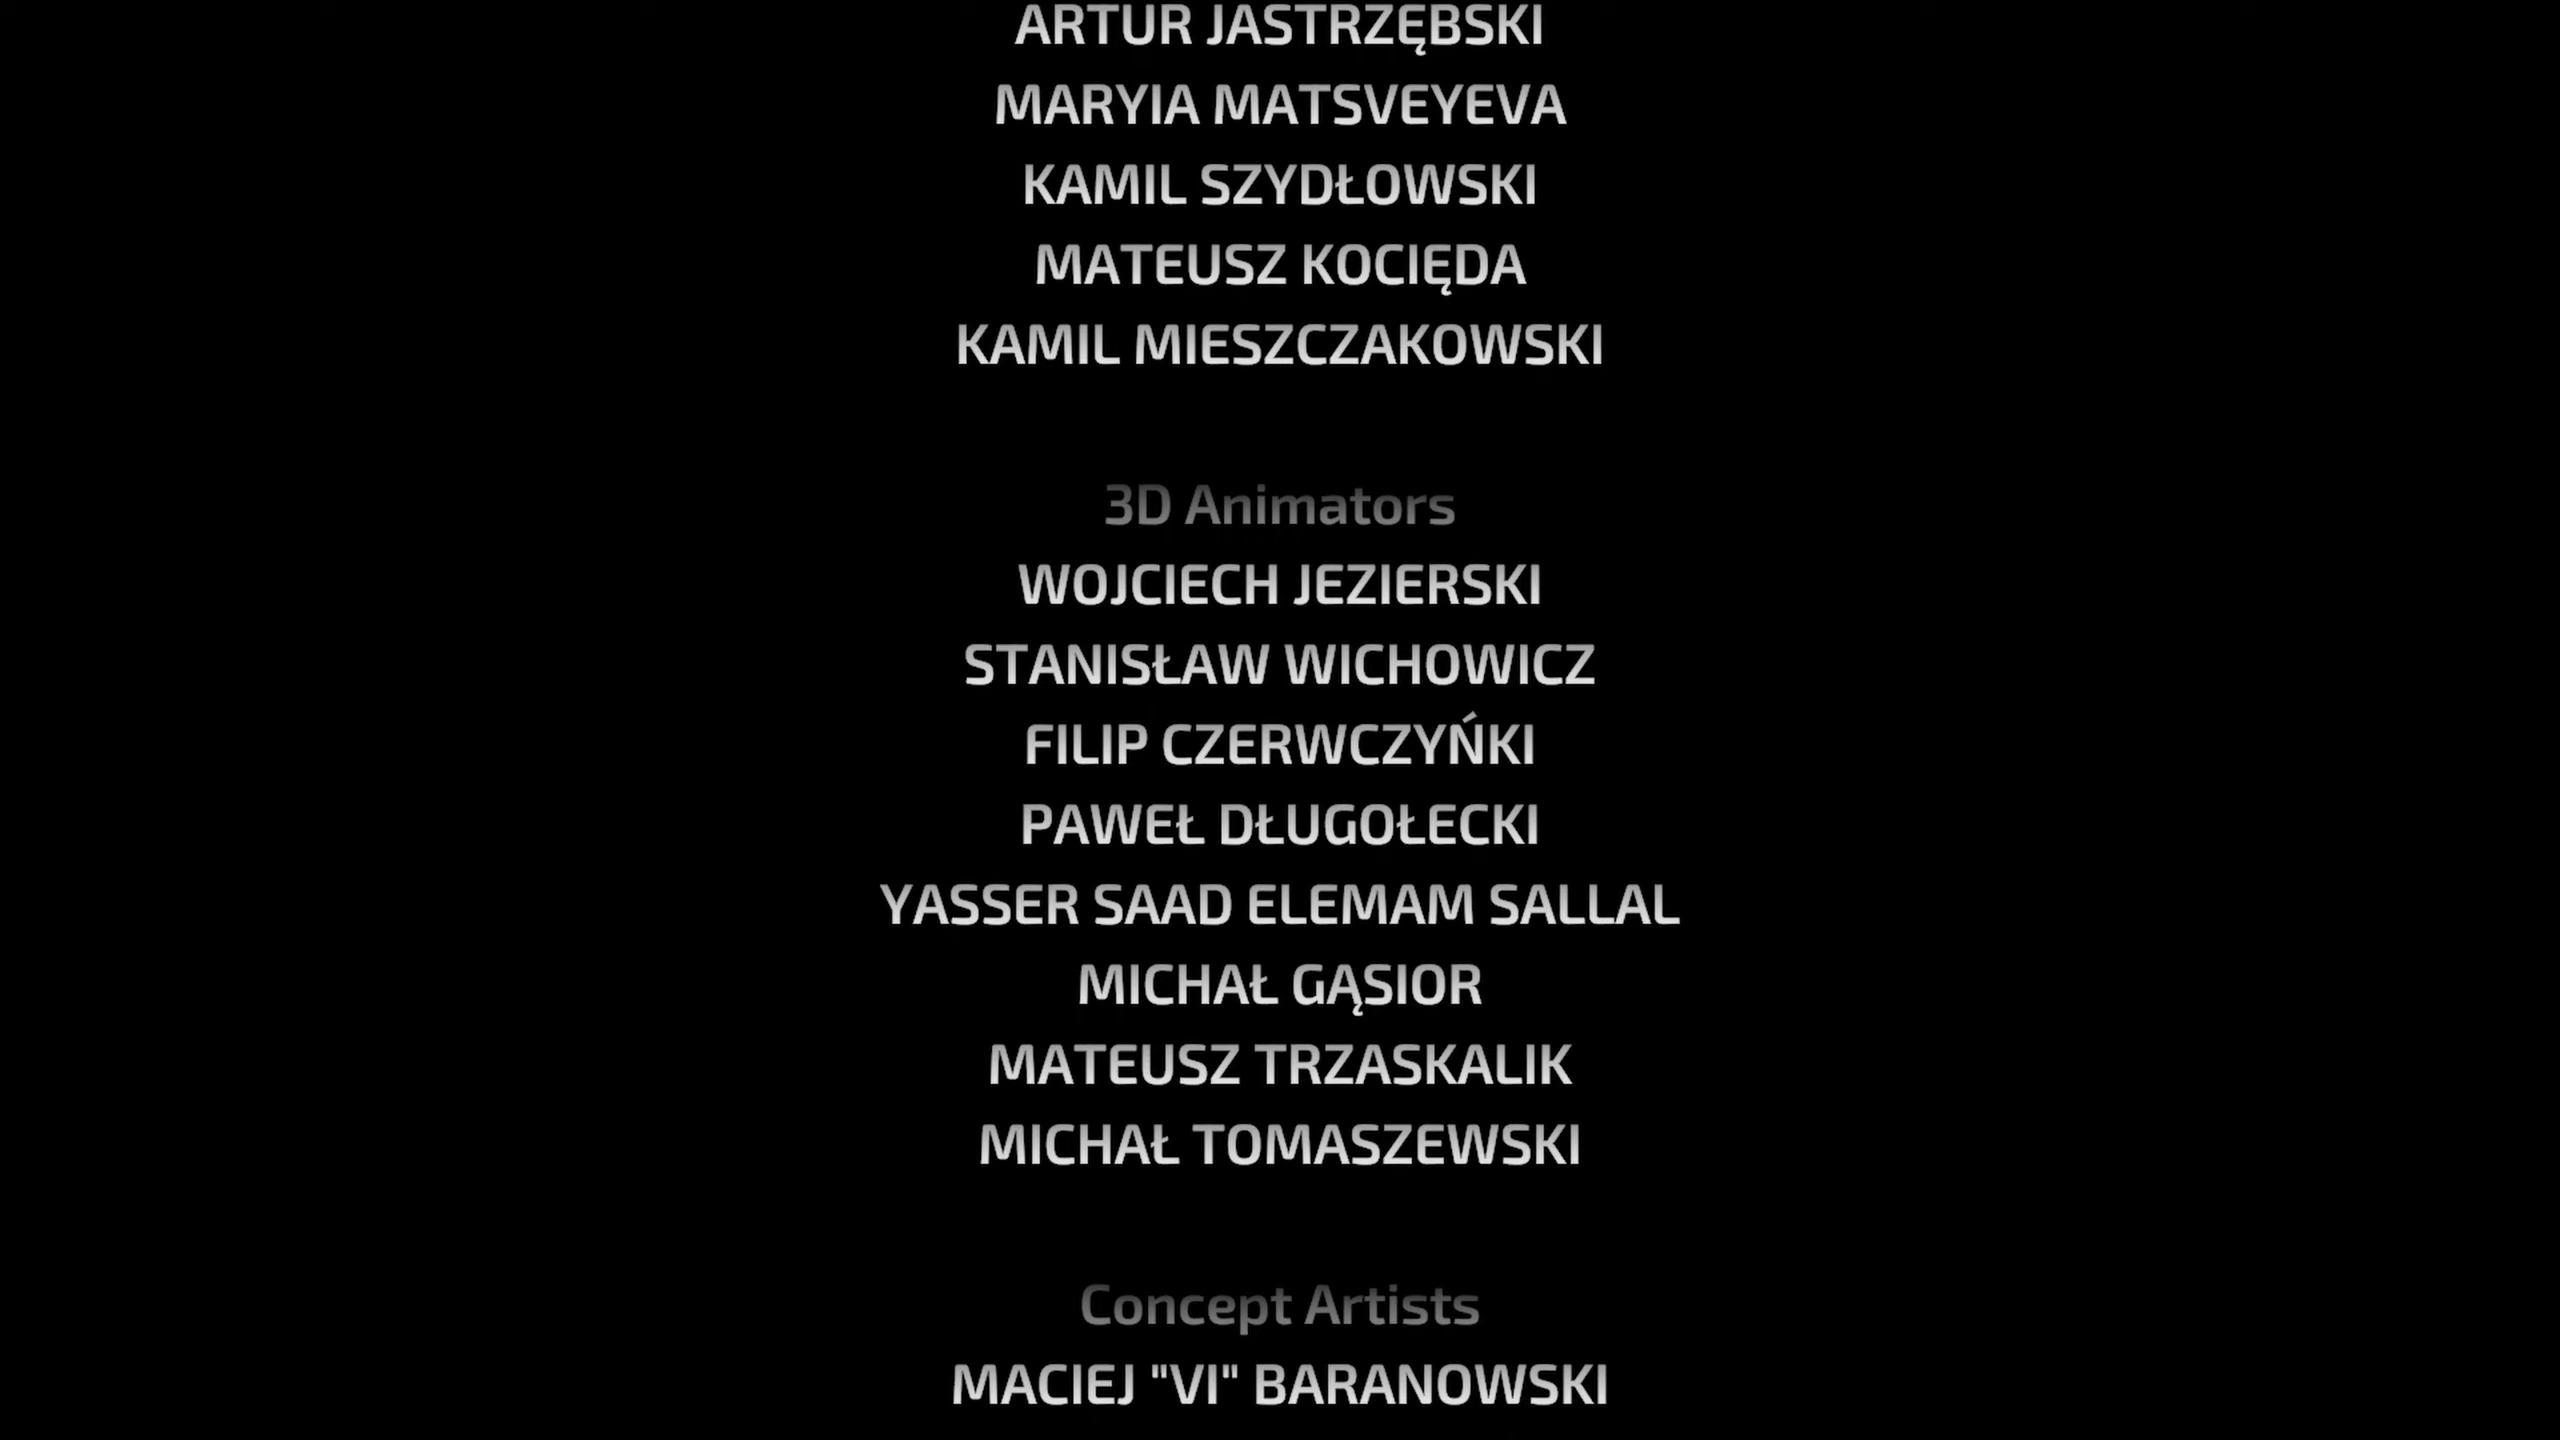 ARTUR JASTRZĘBSKI
MARYIA MATSVEYEVA
KAMIL SZYDŁOWSKI
MATEUSZ KOCIĘDA
KAMIL MIESZCZAKOWSKI
3D Animators
WOJCIECH JEZIERSKI
STANISŁAW WICHOWICZ
FILIP CZERWCZYŃKI
PAWEŁ DŁUGOŁECKI
YASSER SAAD ELEMAM SALLAL
MICHAŁ GĄSIOR
MATEUSZ TRZASKALIK
MICHAŁ TOMASZEWSKI
Concept Artists
MACIEJ "VI" BARANOWSKI